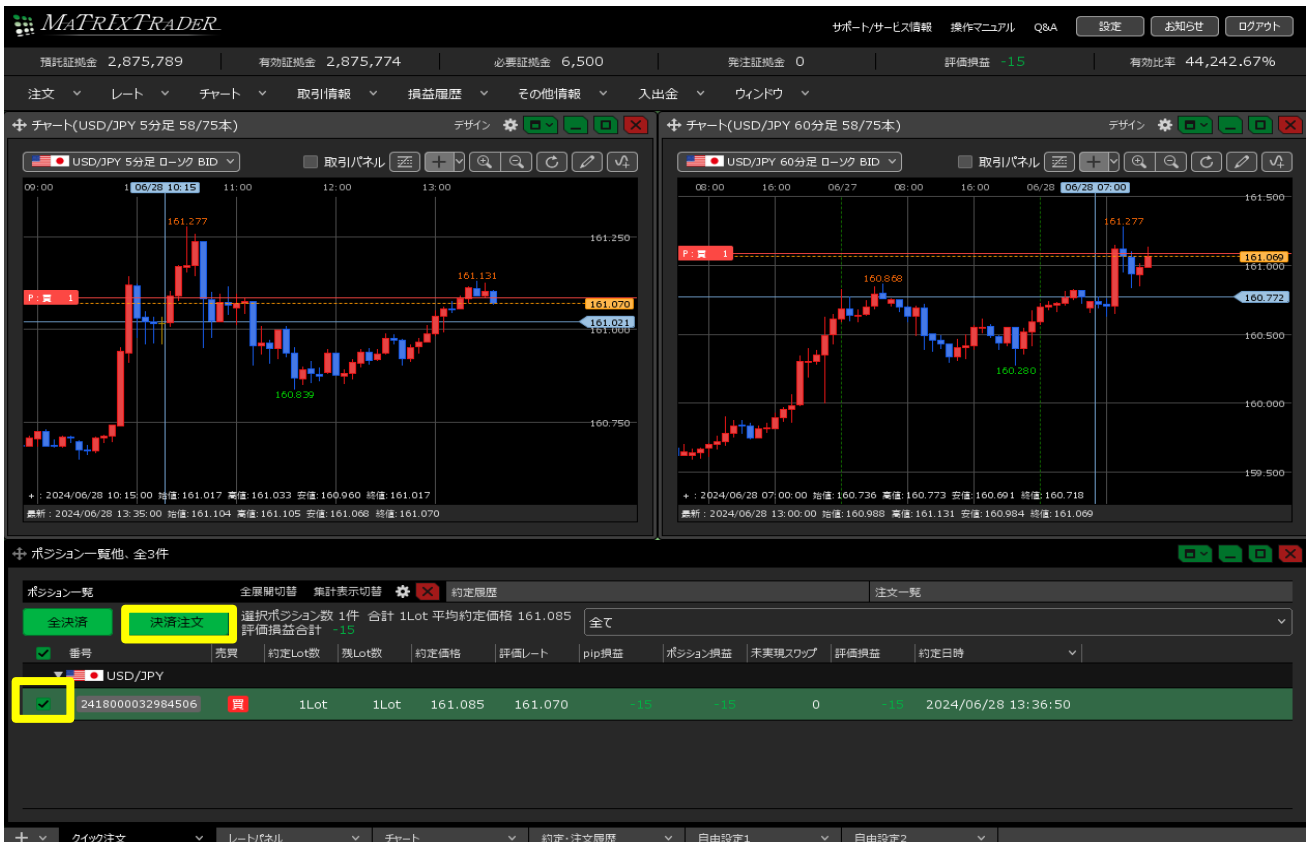 MATRIXTRADER サポート/サービス情報 操作マニュアル Q&A 設定 お知らせ ログアウト
預託証拠金 2,875,789 有効証拠金 2,875,774 必要証拠金 6,500 発注証拠金 0 評価損益 -15 有効比率 44,242.67%
注文 レート チャート 取引情報 損益履歴 その他情報 入出金 ウィンドウ
チャート(USD/JPY 5分足 58/75本) デザイン
USD/JPY 5分足 ローソク BID 取引パネル
09:00 1 06/28 10:15 11:00 12:00 13:00
161.277
161.250
161.131
P:買 1
161.070
161.021
161.000
160.839
160.750
+ : 2024/06/28 10:15:00 始値:161.017 高値:161.033 安値:160.960 終値:161.017
最新 : 2024/06/28 13:35:00 始値:161.104 高値:161.105 安値:161.068 終値:161.070
チャート(USD/JPY 60分足 58/75本) デザイン
USD/JPY 60分足 ローソク BID 取引パネル
08:00 16:00 06/27 08:00 16:00 06/28 06/28 07:00
161.500
161.277
P:買 1
161.069
161.000
160.868
160.772
160.500
160.280
160.000
159.500
+ : 2024/06/28 07:00:00 始値:160.736 高値:160.773 安値:160.691 終値:160.718
最新 : 2024/06/28 13:00:00 始値:160.988 高値:161.131 安値:160.984 終値:161.069
ポジション一覧他、全3件
ポジション一覧 全展開切替 集計表示切替 約定履歴 注文一覧
全決済 決済注文 選択ポジション数 1件 合計 1Lot 平均約定価格 161.085 全て
評価損益合計 -15
番号 売買 約定Lot数 残Lot数 約定価格 評価レート pip損益 ポジション損益 未実現スワップ 評価損益 約定日時
USD/JPY
2418000032984506 買 1Lot 1Lot 161.085 161.070 -15 -15 0 -15 2024/06/28 13:36:50
クイック注文 レートパネル チャート 約定・注文履歴 自由設定1 自由設定2